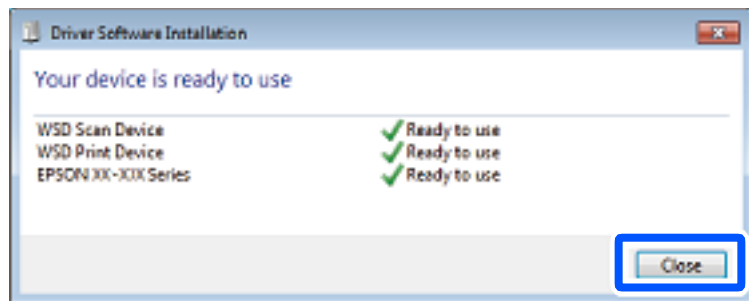 Driver Software Installation
Your device is ready to use
WSD Scan Device Ready to use
WSD Print Device Ready to use
EPSON XX-XXX Series Ready to use
Close